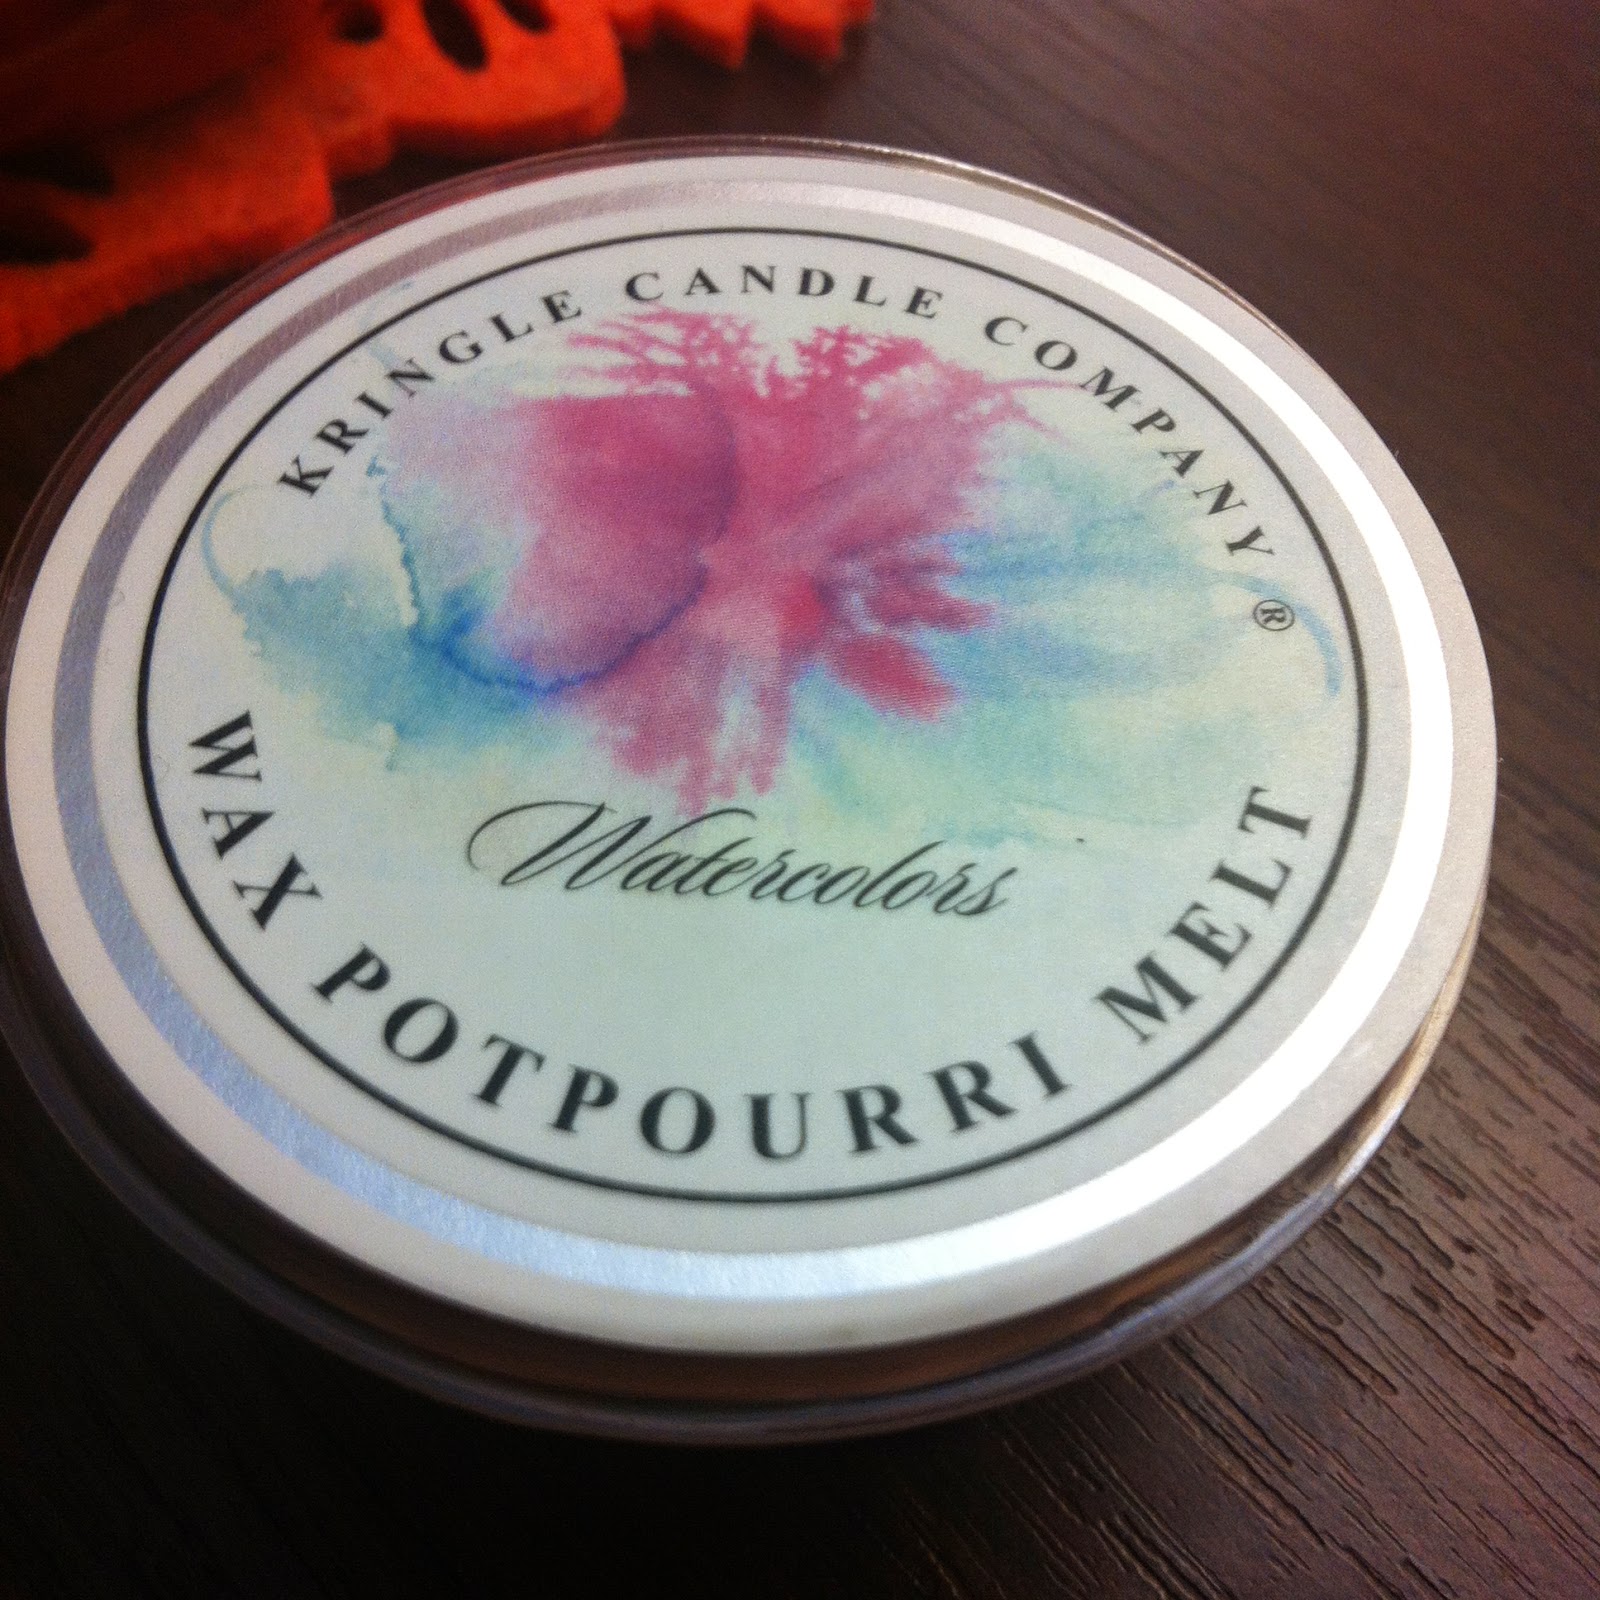 KRINGLE CANDLE COMPANY®
Watercolors
WAX POTPOURRI MELT